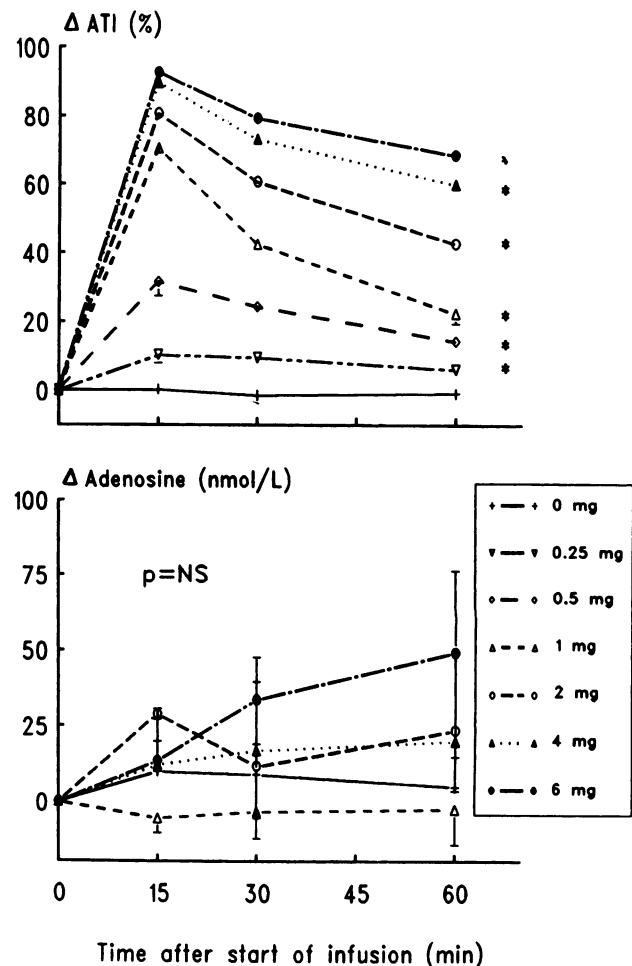 Δ ATI (%)
100
80
60
40
20
0
*
*
*
*
*
Δ Adenosine (nmol/L)
100
75
50
25
0
p=NS
0 mg
0.25 mg
0.5 mg
1 mg
2 mg
4 mg
6 mg
0 15 30 45 60
Time after start of infusion (min)